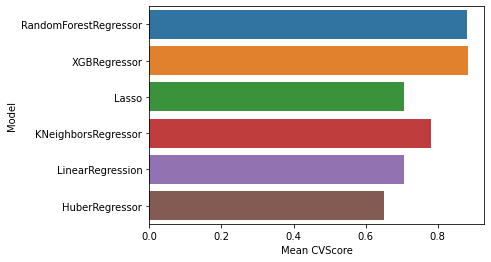 RandomForestRegressor
XGBRegressor
Lasso
KNeighborsRegressor
LinearRegression
HuberRegressor
Model
0.0 0.2 0.4 0.6 0.8
Mean CVScore